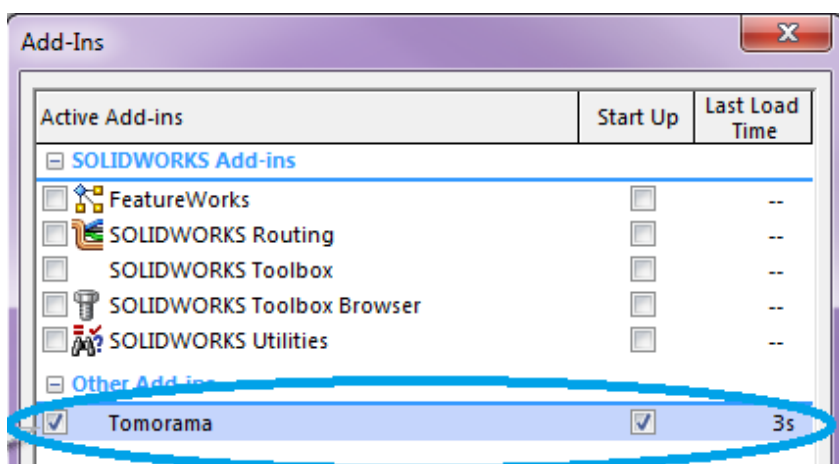 Add-Ins
Active Add-ins Start Up Last Load Time
SOLIDWORKS Add-ins
FeatureWorks --
SOLIDWORKS Routing --
SOLIDWORKS Toolbox --
SOLIDWORKS Toolbox Browser --
SOLIDWORKS Utilities --
Other Add-ins
Tomorama 3s